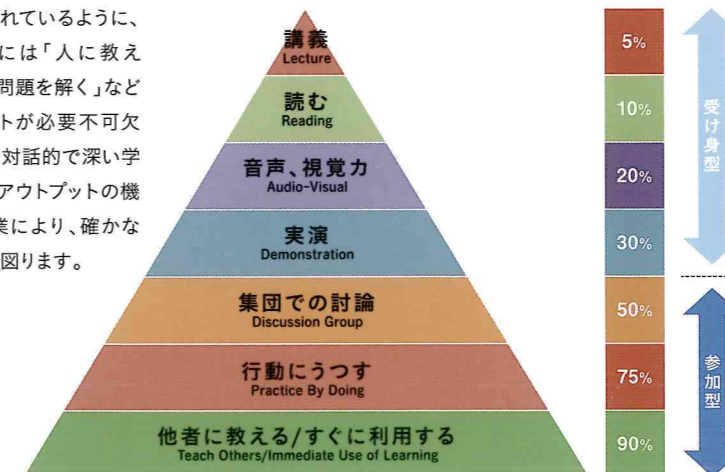 れているように、
には「人に教え
問題を解く」など
トが必要不可欠
対話的で深い学
アウトプットの機
業により、確かな
図ります。
講義
Lecture
5%
読む
Reading
10%
音声、視覚力
Audio-Visual
20%
実演
Demonstration
30%
受け身型
集団での討論
Discussion Group
50%
行動にうつす
Practice By Doing
75%
他者に教える/すぐに利用する
Teach Others/Immediate Use of Learning
90%
参加型